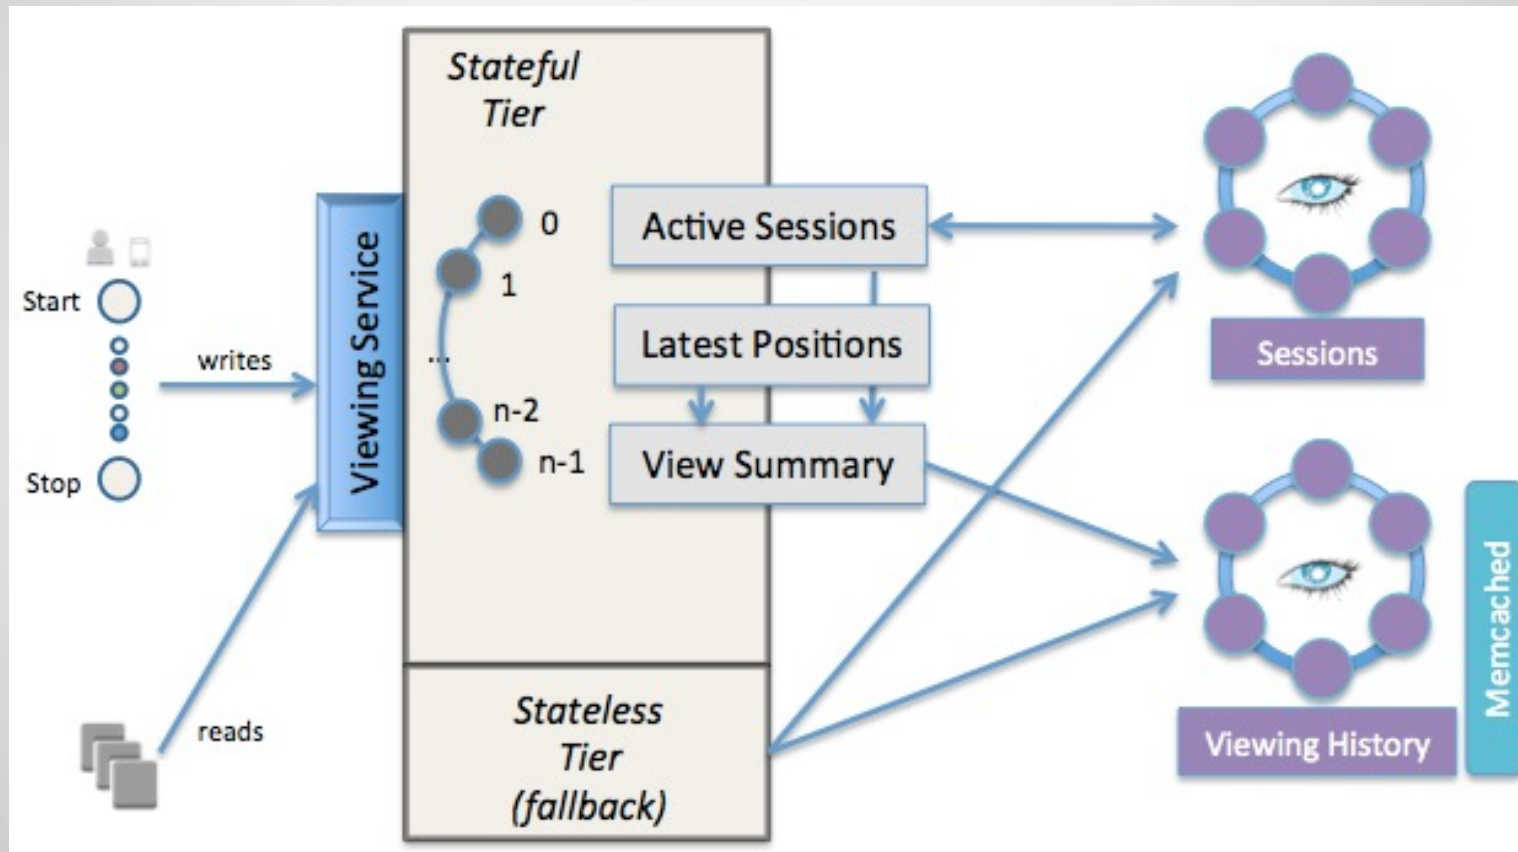 Stateful
Tier
0
1
...
n-2
n-1
Active Sessions
Latest Positions
View Summary
Viewing Service
Start
Stop
writes
reads
Stateless
Tier
(fallback)
Sessions
Viewing History
Memcached